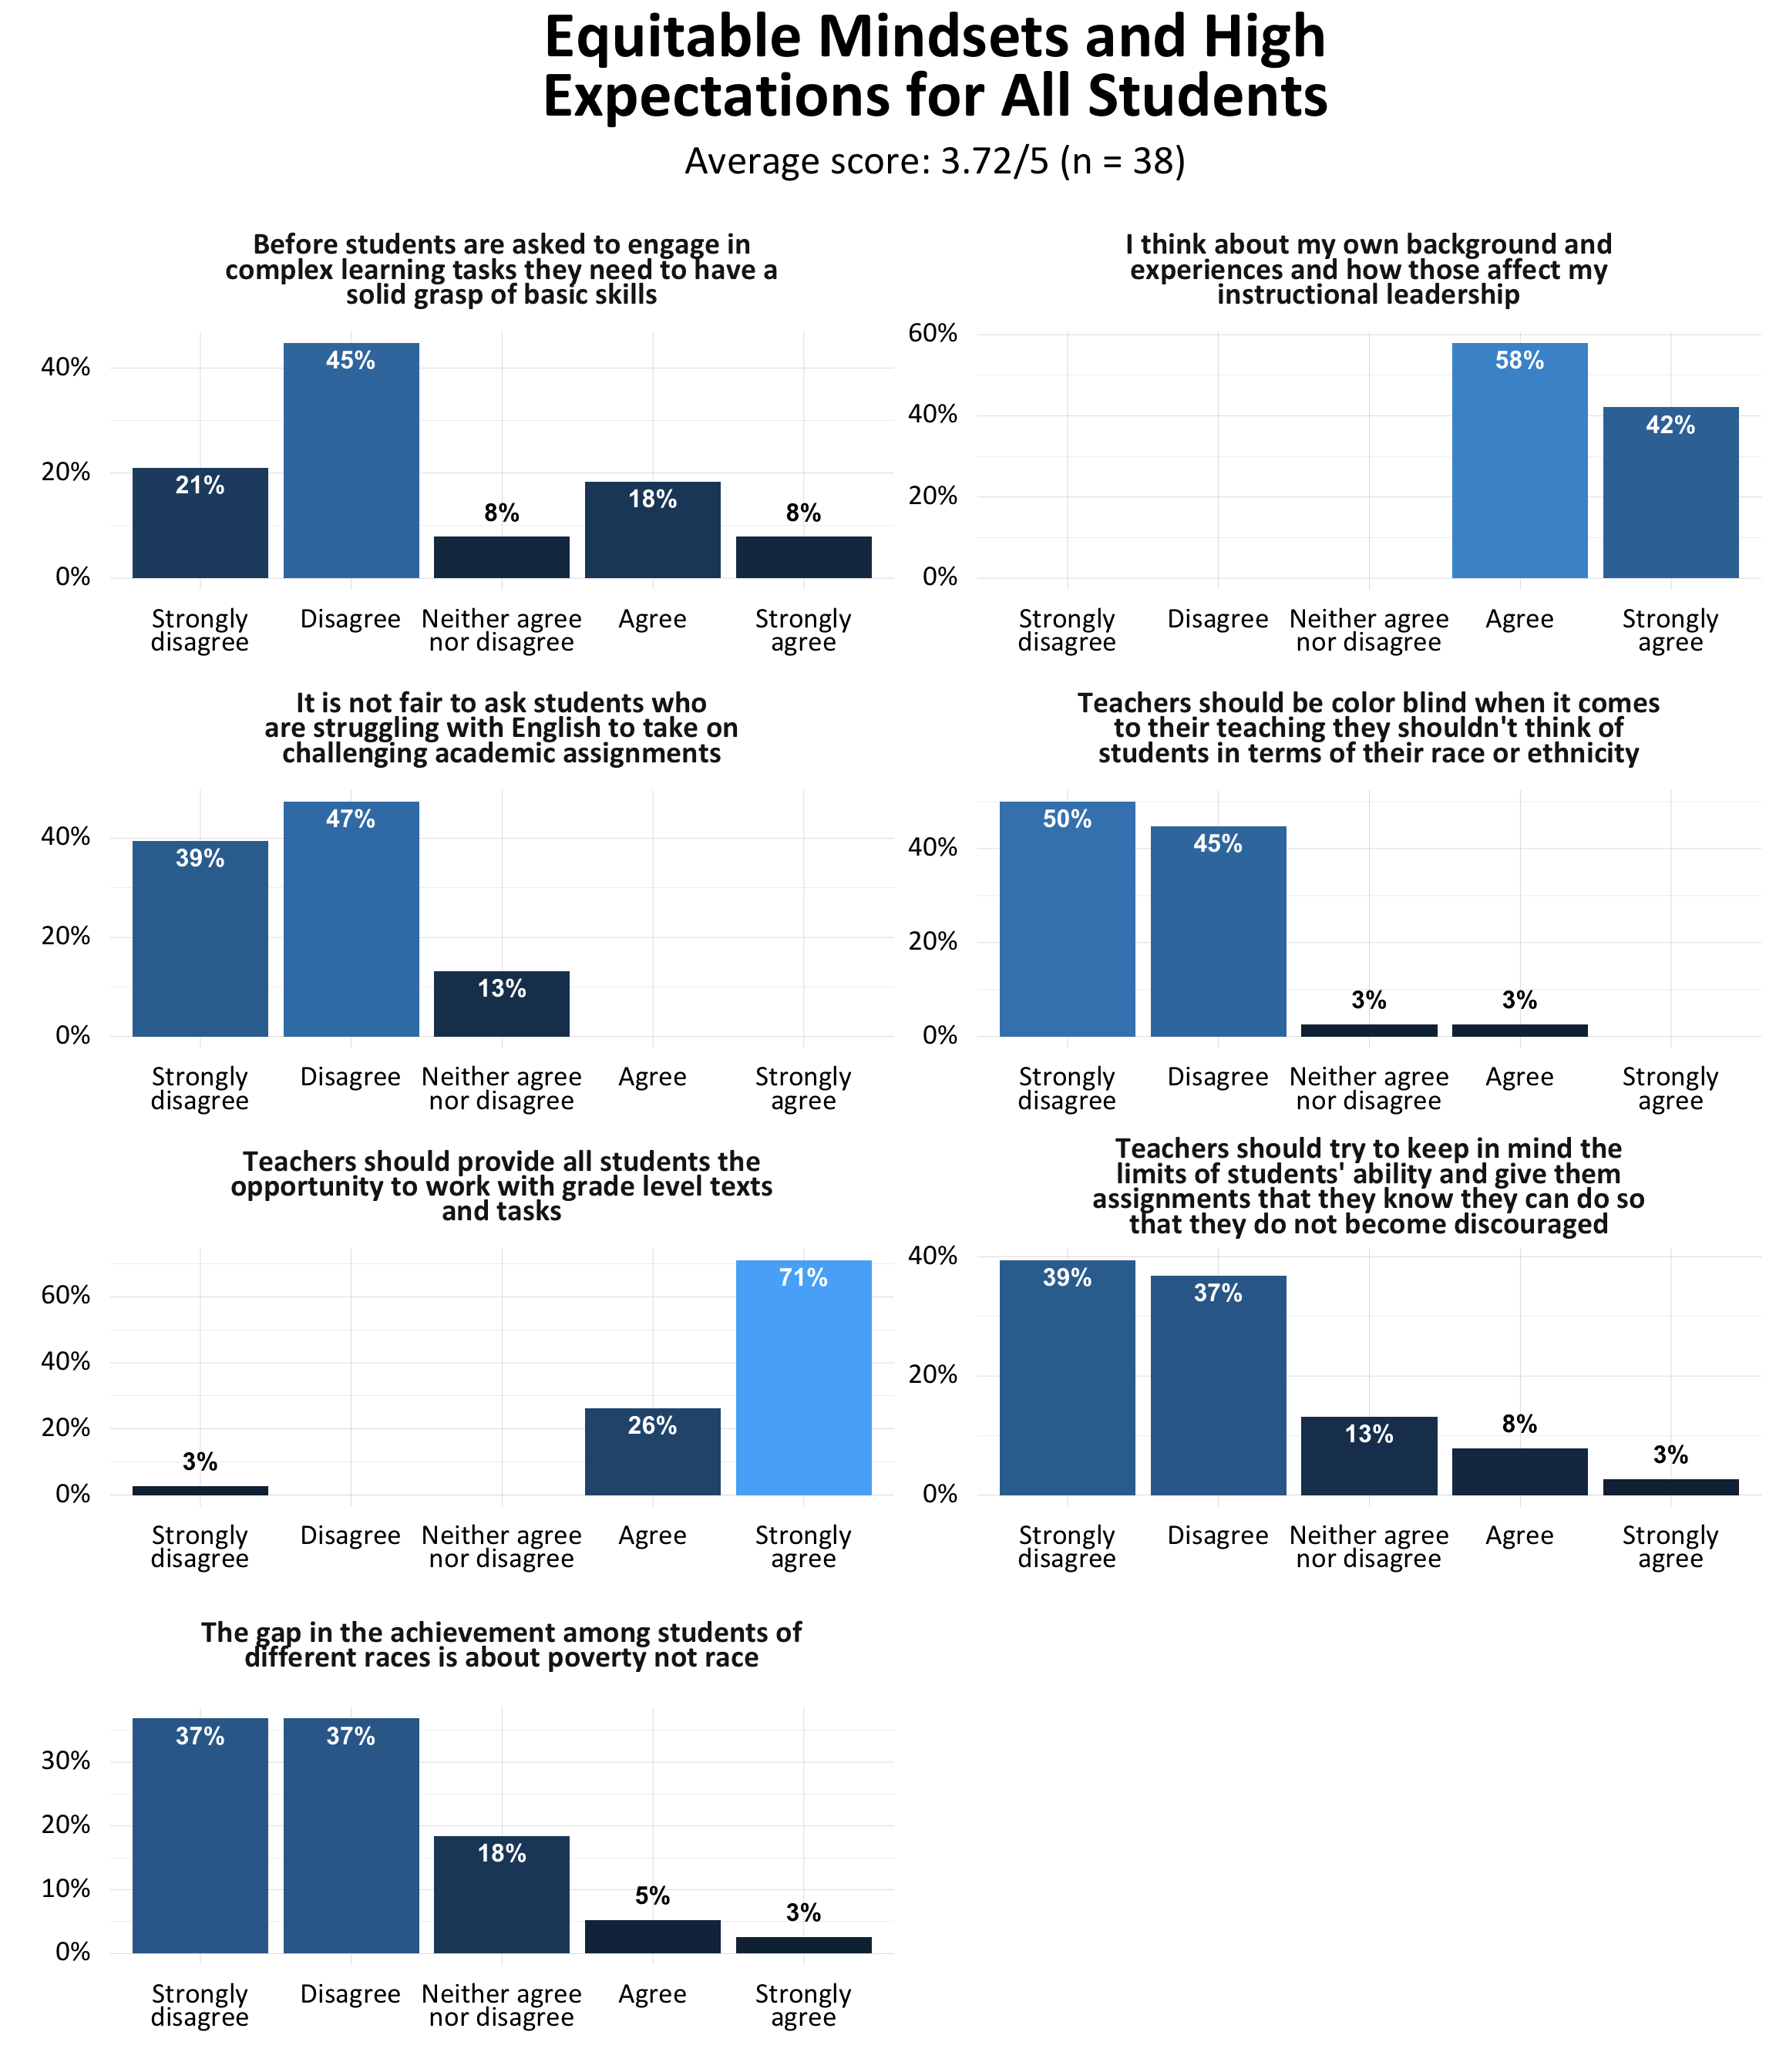 Equitable Mindsets and High
Expectations for All Students
Average score: 3.72/5 (n = 38)
Before students are asked to engage in
complex learning tasks they need to have a
solid grasp of basic skills
40%
20%
0%
21%
45%
8%
18%
8%
Strongly
disagree
Disagree
Neither agree
nor disagree
Agree
Strongly
agree
I think about my own background and
experiences and how those affect my
instructional leadership
60%
40%
20%
0%
58%
42%
Strongly
disagree
Disagree
Neither agree
nor disagree
Agree
Strongly
agree
It is not fair to ask students who
are struggling with English to take on
challenging academic assignments
40%
20%
0%
39%
47%
13%
Strongly
disagree
Disagree
Neither agree
nor disagree
Agree
Strongly
agree
Teachers should be color blind when it comes
to their teaching they shouldn't think of
students in terms of their race or ethnicity
40%
20%
0%
50%
45%
3%
3%
Strongly
disagree
Disagree
Neither agree
nor disagree
Agree
Strongly
agree
Teachers should provide all students the
opportunity to work with grade level texts
and tasks
60%
40%
20%
0%
3%
26%
71%
Strongly
disagree
Disagree
Neither agree
nor disagree
Agree
Strongly
agree
Teachers should try to keep in mind the
limits of students' ability and give them
assignments that they know they can do so
that they do not become discouraged
40%
20%
0%
39%
37%
13%
8%
3%
Strongly
disagree
Disagree
Neither agree
nor disagree
Agree
Strongly
agree
The gap in the achievement among students of
different races is about poverty not race
30%
20%
10%
0%
37%
37%
18%
5%
3%
Strongly
disagree
Disagree
Neither agree
nor disagree
Agree
Strongly
agree